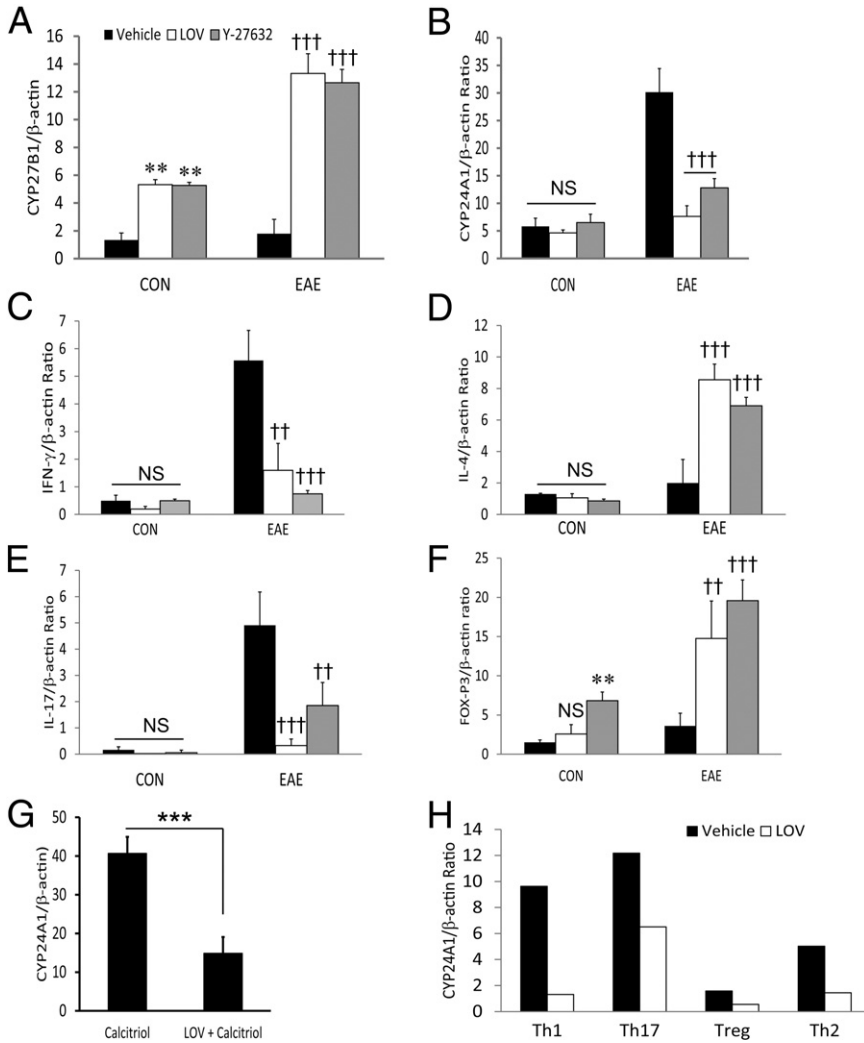 A
■ Vehicle □ LOV ■ Y-27632
CYP27B1/β-actin
16
14
12
10
8
6
4
2
0
** **
††† †††
CON EAE
B
CYP24A1/β-actin Ratio
40
35
30
25
20
15
10
5
0
NS
†††
CON EAE
C
IFN-γ/β-actin Ratio
7
6
5
4
3
2
1
0
NS
††
†††
CON EAE
D
IL-4/β-actin Ratio
12
10
8
6
4
2
0
NS
†††
†††
CON EAE
E
IL-17/β-actin Ratio
7
6
5
4
3
2
1
0
NS
†††
††
CON EAE
F
FOX-P3/β-actin ratio
25
20
15
10
5
0
NS
**
††
†††
CON EAE
G
CYP24A1/β-actin)
50
40
30
20
10
0
***
Calcitriol LOV + Calcitriol
H
■ Vehicle □ LOV
CYP24A1/β-actin Ratio
14
12
10
8
6
4
2
0
Th1 Th17 Treg Th2